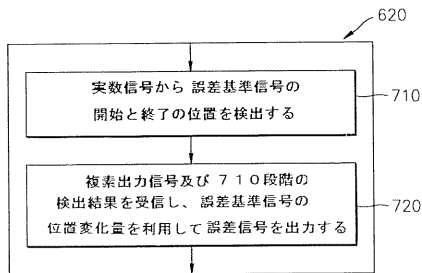 620
実数信号から誤差基準信号の
開始と終了の位置を検出する
710
複素出力信号及び710段階の
検出結果を受信し、誤差基準信号の
位置変化量を利用して誤差信号を出力する
720